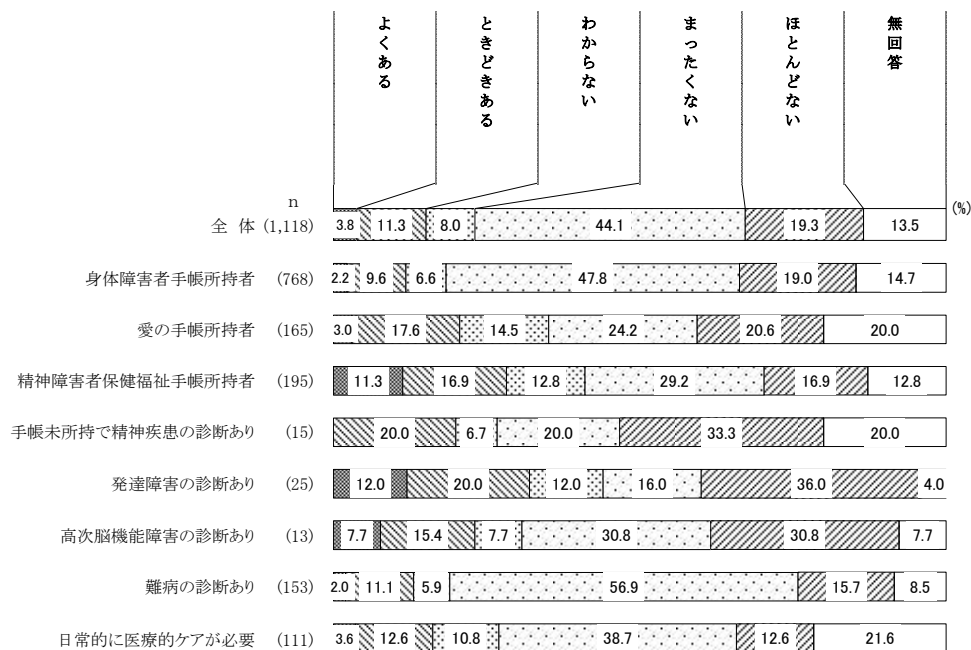 よくある
ときどきある
わからない
まったくない
ほとんどない
無回答
n
(%)
全 体 (1,118) 3.8 11.3 8.0 44.1 19.3 13.5
身体障害者手帳所持者 (768) 2.2 9.6 6.6 47.8 19.0 14.7
愛の手帳所持者 (165) 3.0 17.6 14.5 24.2 20.6 20.0
精神障害者保健福祉手帳所持者 (195) 11.3 16.9 12.8 29.2 16.9 12.8
手帳未所持で精神疾患の診断あり (15) 20.0 6.7 20.0 33.3 20.0
発達障害の診断あり (25) 12.0 20.0 12.0 16.0 36.0 4.0
高次脳機能障害の診断あり (13) 7.7 15.4 7.7 30.8 30.8 7.7
難病の診断あり (153) 2.0 11.1 5.9 56.9 15.7 8.5
日常的に医療的ケアが必要 (111) 3.6 12.6 10.8 38.7 12.6 21.6